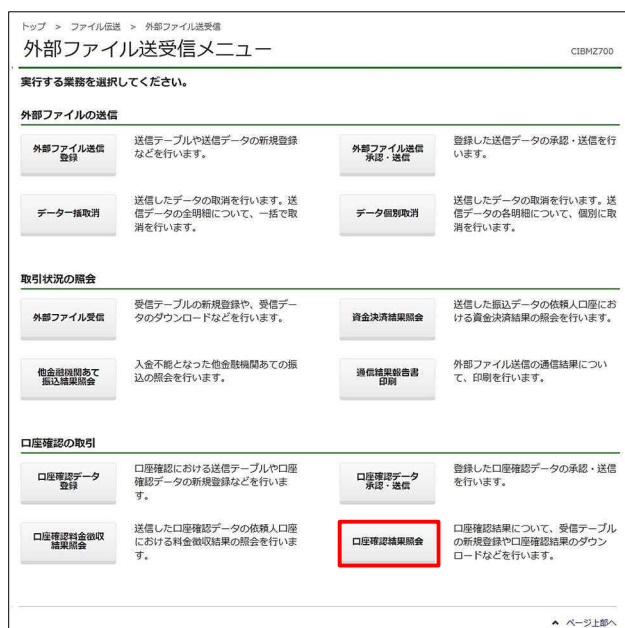 トップ > ファイル伝送 > 外部ファイル送受信
外部ファイル送受信メニュー
CIBMZ700
実行する業務を選択してください。
外部ファイルの送信
外部ファイル送信
登録
送信テーブルや送信データの新規登録
などを行います。
外部ファイル送信
承認・送信
登録した送信データの承認・送信を行
います。
データ一括取消
送信したデータの取消を行います。送
信データの全明細について、一括で取
消を行います。
データ個別取消
送信したデータの取消を行います。送
信データの各明細について、個別に取
消を行います。
取引状況の照会
外部ファイル受信
受信テーブルの新規登録や、受信デー
タのダウンロードなどを行います。
資金決済結果照会
送信した振込データの依頼人口座にお
ける資金決済結果の照会を行います。
他金融機関あて
振込結果照会
入金不能となった他金融機関あての振
込の照会を行います。
通信結果報告書
印刷
外部ファイル送信の通信結果につい
て、印刷を行います。
口座確認の取引
口座確認データ
登録
口座確認における送信テーブルや口座
確認データの新規登録などを行いま
す。
口座確認データ
承認・送信
登録した口座確認データの承認・送信
を行います。
口座確認料金徴収
結果照会
送信した口座確認データの依頼人口座
における料金徴収結果の照会を行いま
す。
口座確認結果照会
口座確認結果について、受信テーブル
の新規登録や口座確認結果のダウン
ロードなどを行います。
ページ上部へ